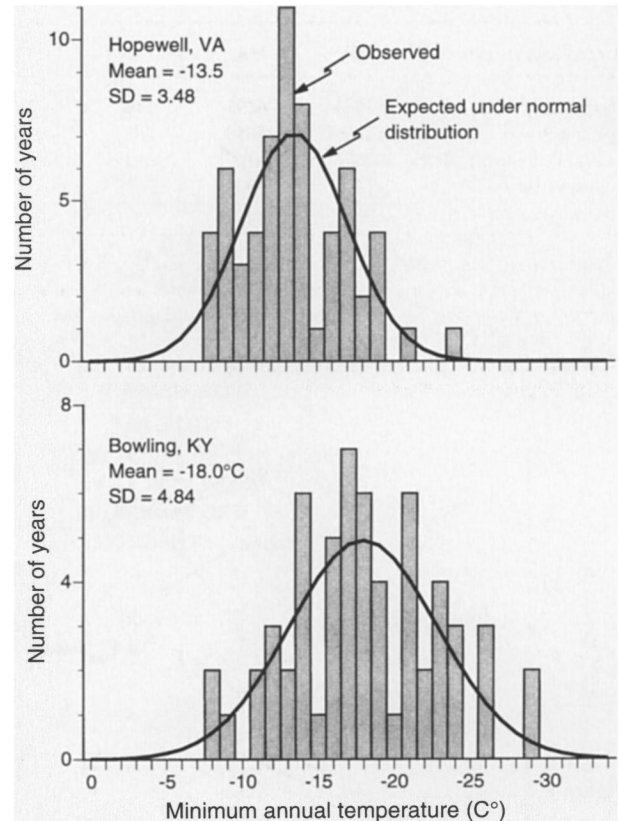 10
Hopewell, VA
Mean = -13.5
SD = 3.48
Observed
Expected under normal
distribution
Number of years
5
0
8
Bowling, KY
Mean = -18.0°C
SD = 4.84
Number of years
4
0
0 -5 -10 -15 -20 -25 -30
Minimum annual temperature (C°)